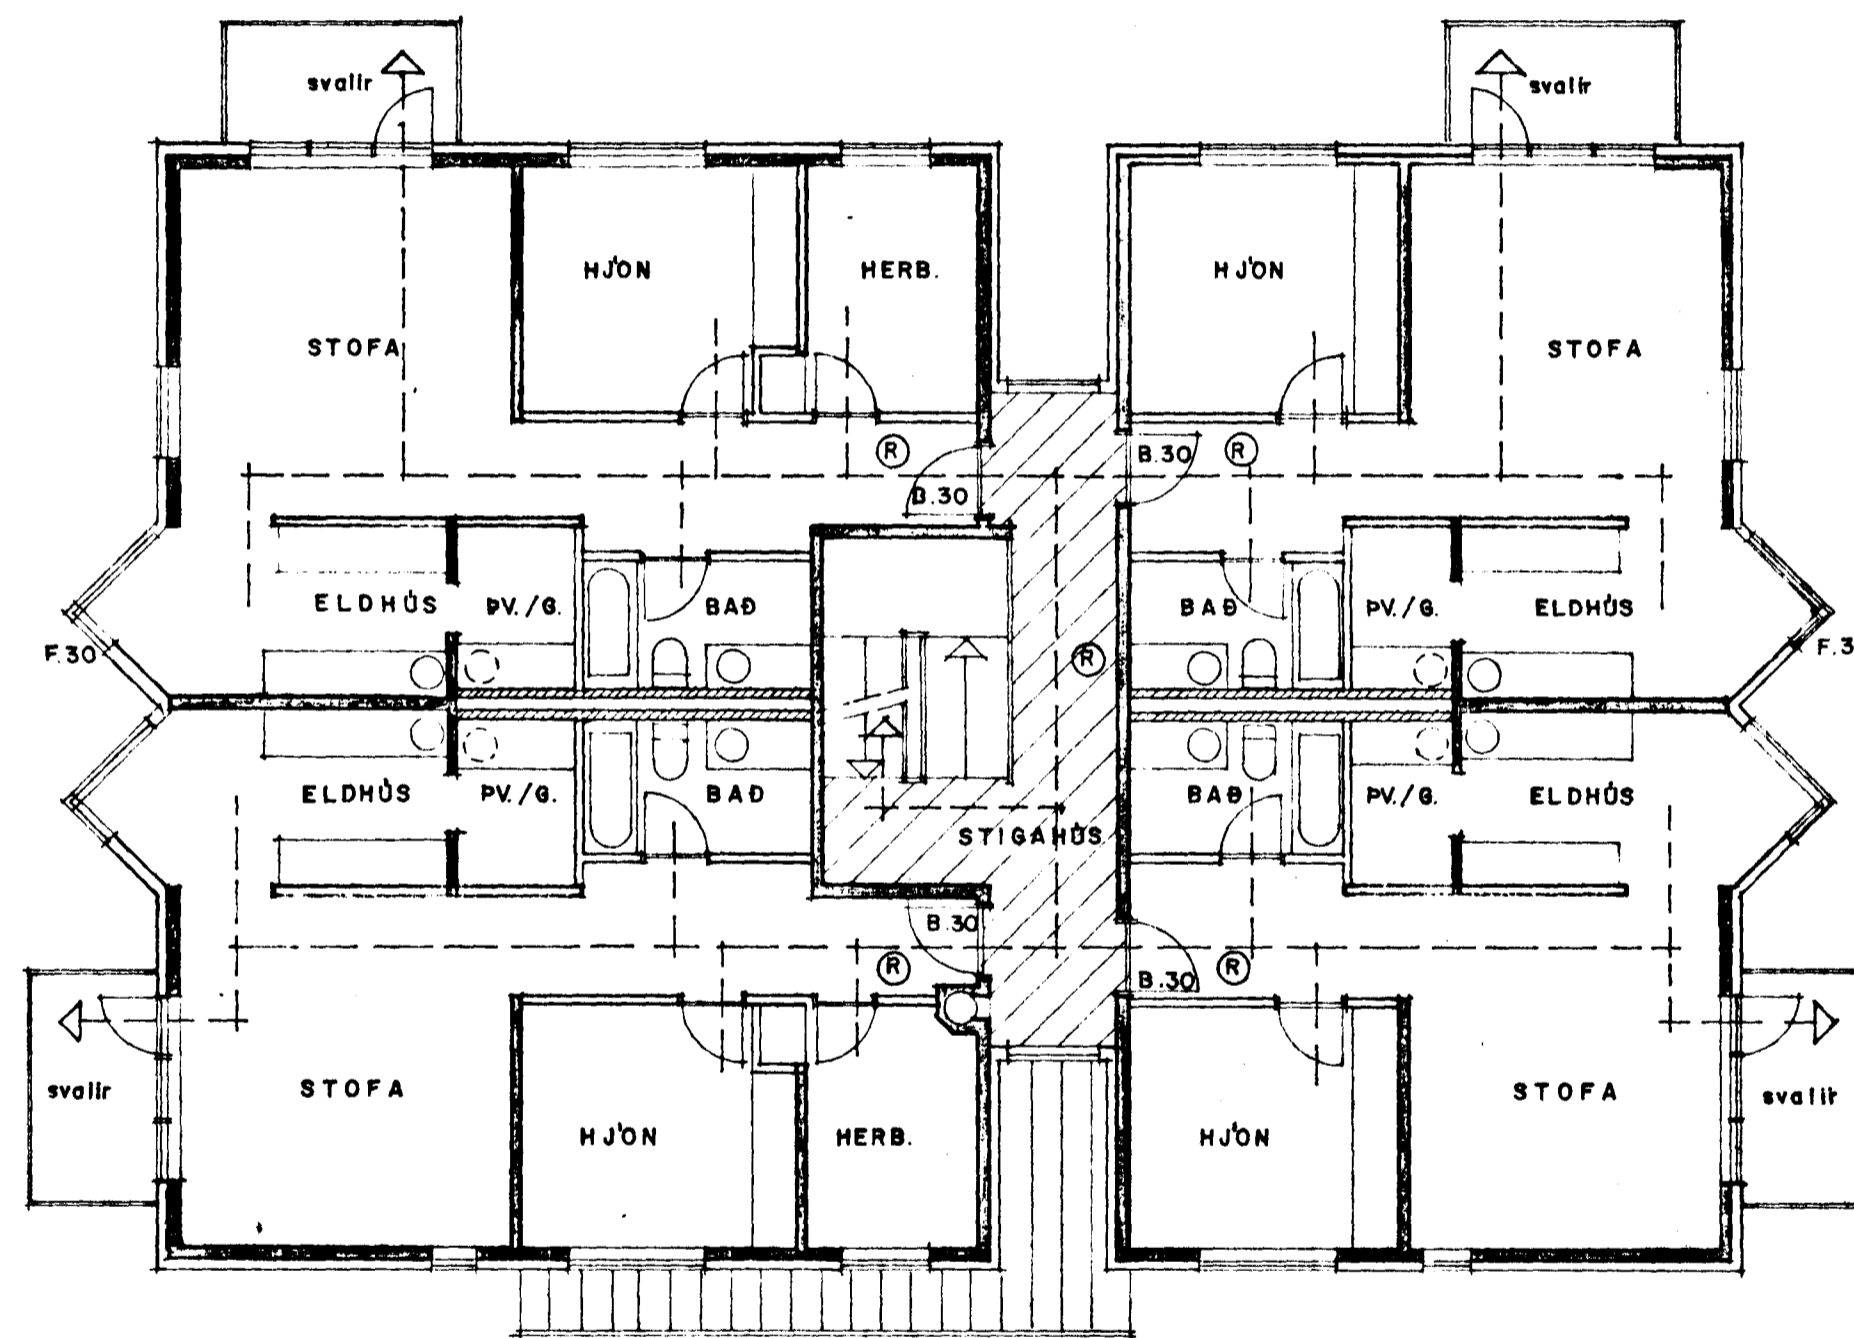 svalir
svalir
HJÓN
HERB.
HJÓN
STOFA
STOFA
R
B.30
R
B.30
ELDHÚS
ÞV./G.
BAÐ
BAÐ
ÞV./G.
ELDHÚS
F.30
R
F.3
ELDHÚS
ÞV./G.
BAÐ
STIGAHÚS
BAÐ
ÞV./G.
ELDHÚS
B.30
R
B.30
R
svalir
STOFA
HJÓN
HERB.
HJÓN
STOFA
svalir